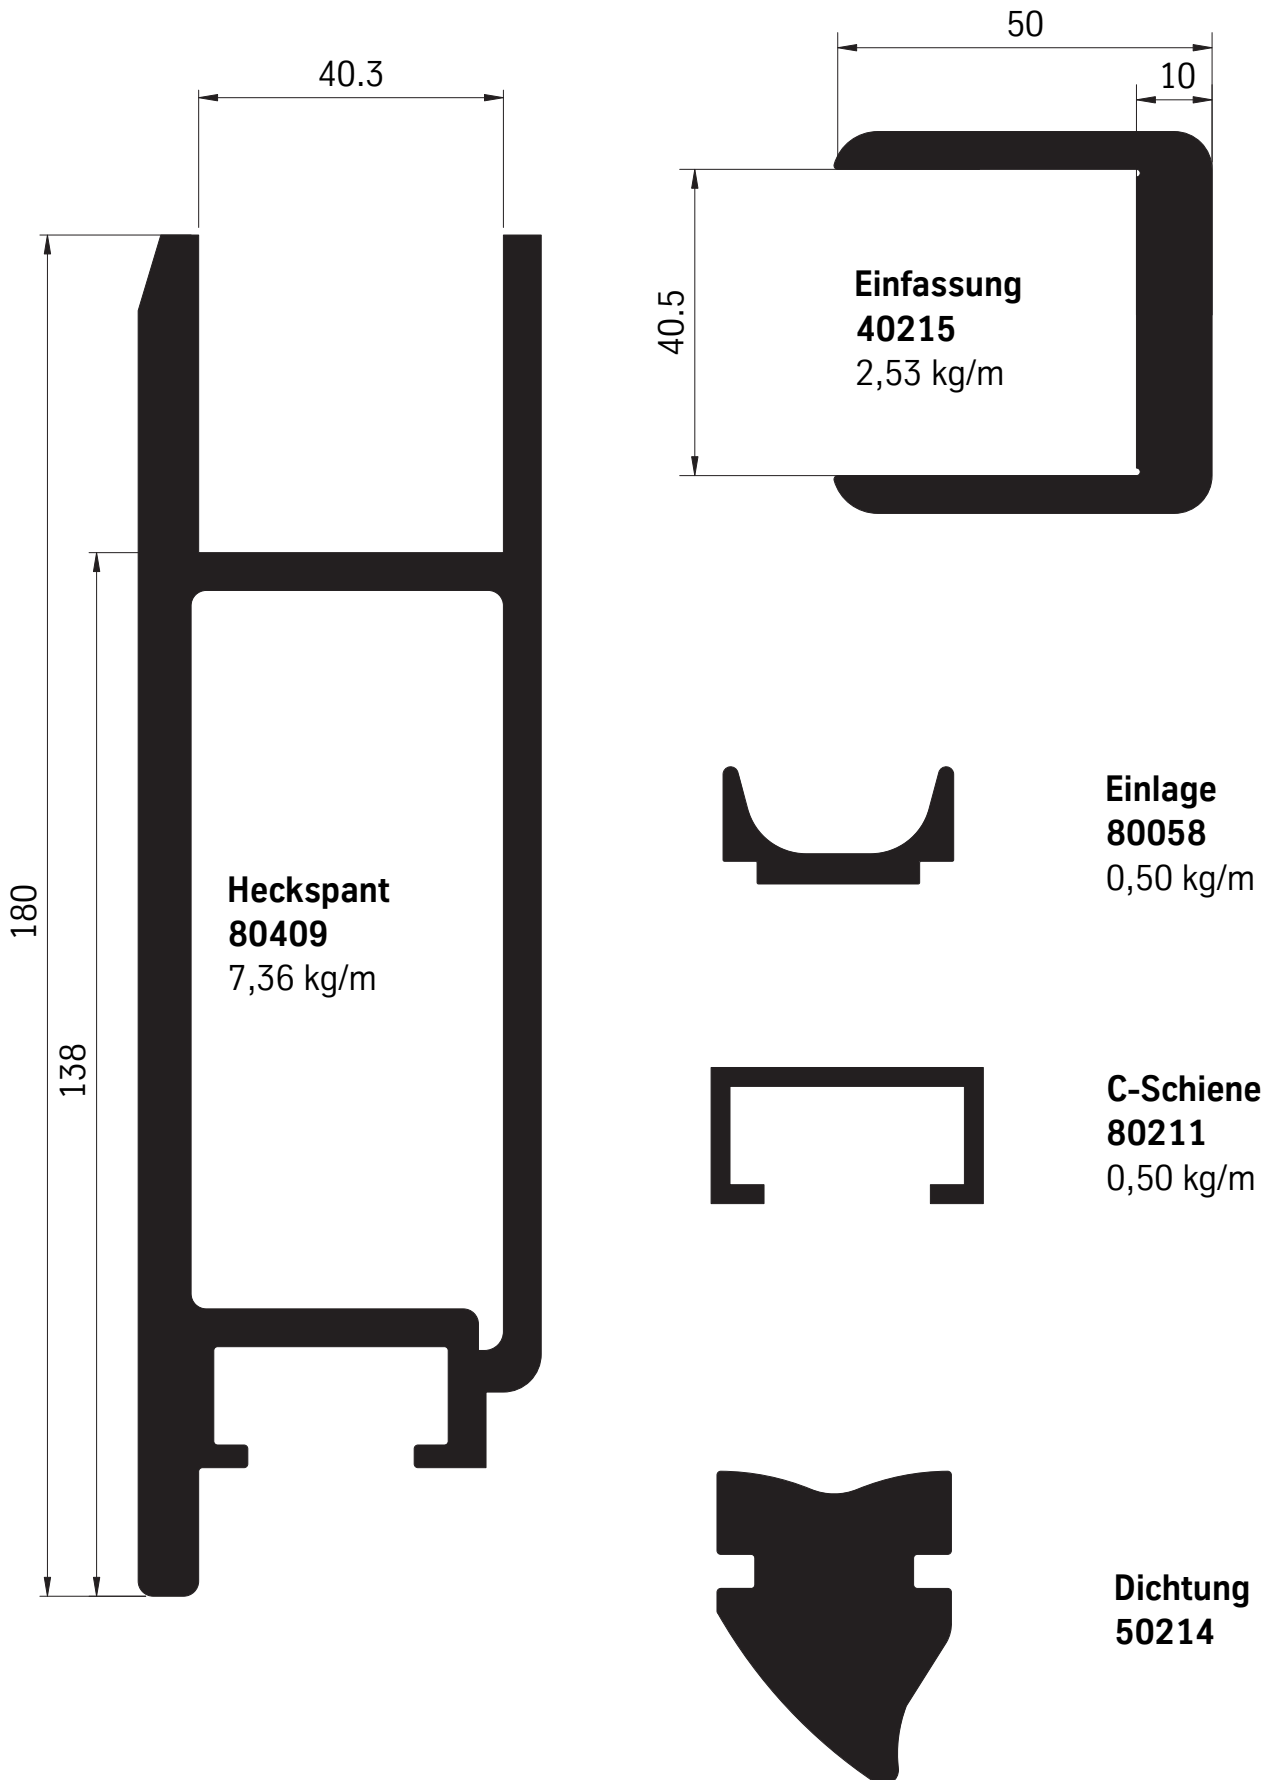 50
40.3
10
40.5
Einfassung
40215
2,53 kg/m
Einlage
80058
0,50 kg/m
Heckspant
80409
7,36 kg/m
180
138
C-Schiene
80211
0,50 kg/m
Dichtung
50214